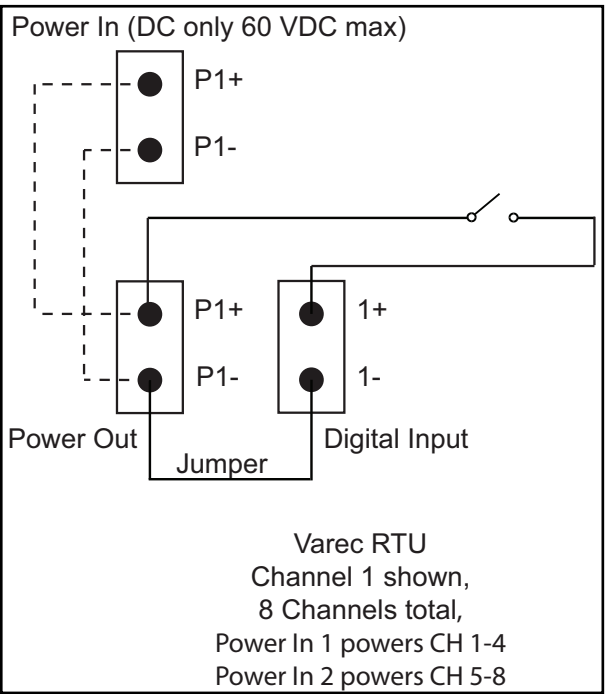 Power In (DC only 60 VDC max)
P1+
P1-
P1+
1+
P1-
1-
Power Out
Digital Input
Jumper
Varec RTU
Channel 1 shown,
8 Channels total,
Power In 1 powers CH 1-4
Power In 2 powers CH 5-8